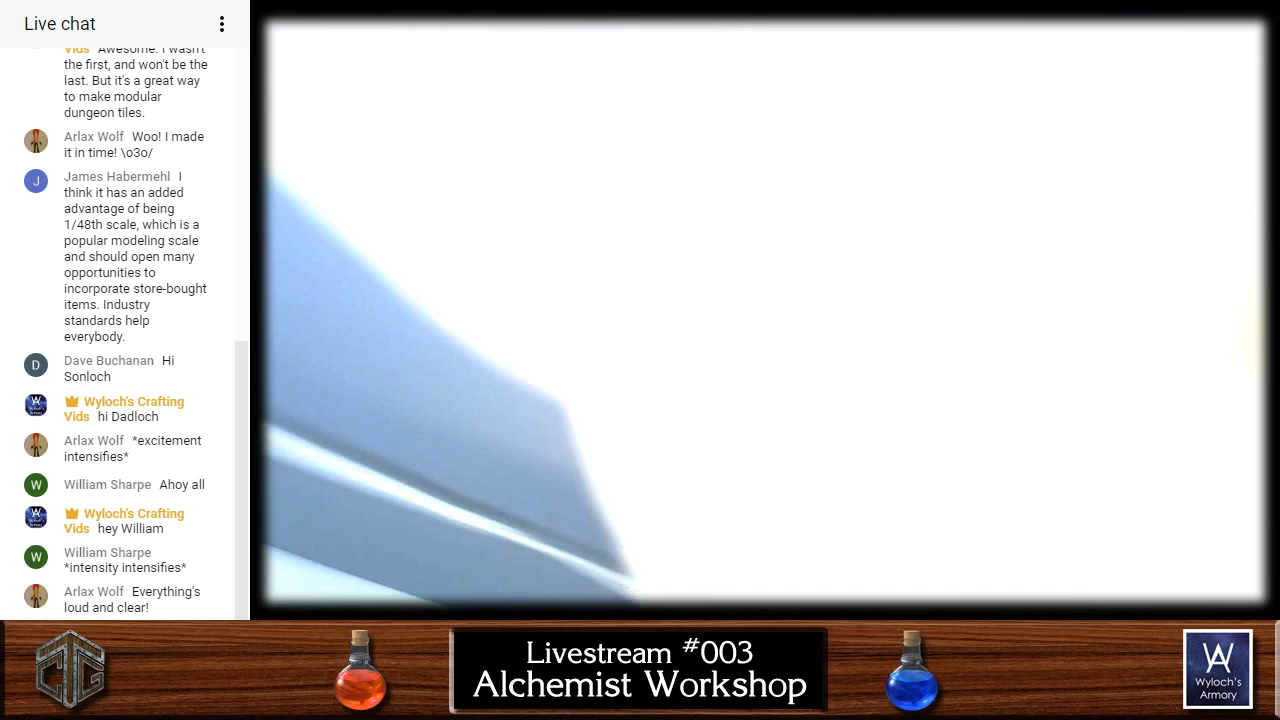 Live chat
Vids Awesome. I wasn't
the first, and won't be the
last. But it's a great way
to make modular
dungeon tiles.
Arlax Wolf Woo! I made
it in time! \o3o/
J
James Habermehl I
think it has an added
advantage of being
1/48th scale, which is a
popular modeling scale
and should open many
opportunities to
incorporate store-bought
items. Industry
standards help
everybody.
D
Dave Buchanan Hi
Sonloch
Wyloch's Crafting
Vids hi Dadloch
Arlax Wolf *excitement
intensifies*
W
William Sharpe Ahoy all
Wyloch's Crafting
Vids hey William
W
William Sharpe
*intensity intensifies*
Arlax Wolf Everything's
loud and clear!
CTG
Livestream #003
Alchemist Workshop
WA
Wyloch's
Armory